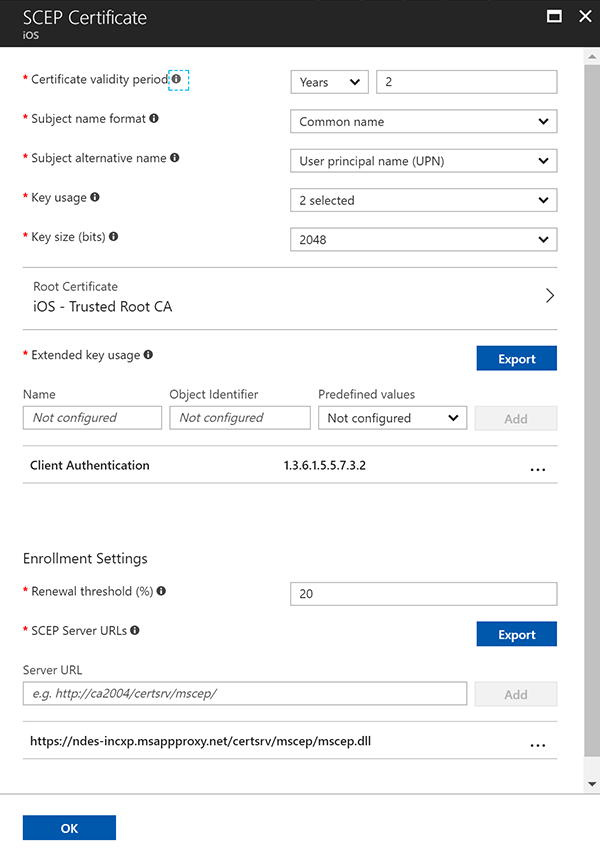 SCEP Certificate
iOS
* Certificate validity period
Years
2
* Subject name format
Common name
* Subject alternative name
User principal name (UPN)
* Key usage
2 selected
* Key size (bits)
2048
Root Certificate
iOS - Trusted Root CA
* Extended key usage
Export
Name Object Identifier Predefined values
Not configured Not configured Not configured Add
Client Authentication 1.3.6.1.5.5.7.3.2 ...
Enrollment Settings
* Renewal threshold (%)
20
* SCEP Server URLs
Export
Server URL
e.g. http://ca2004/certsrv/mscep/ Add
https://ndes-incxp.msappproxy.net/certsrv/mscep/mscep.dll ...
OK